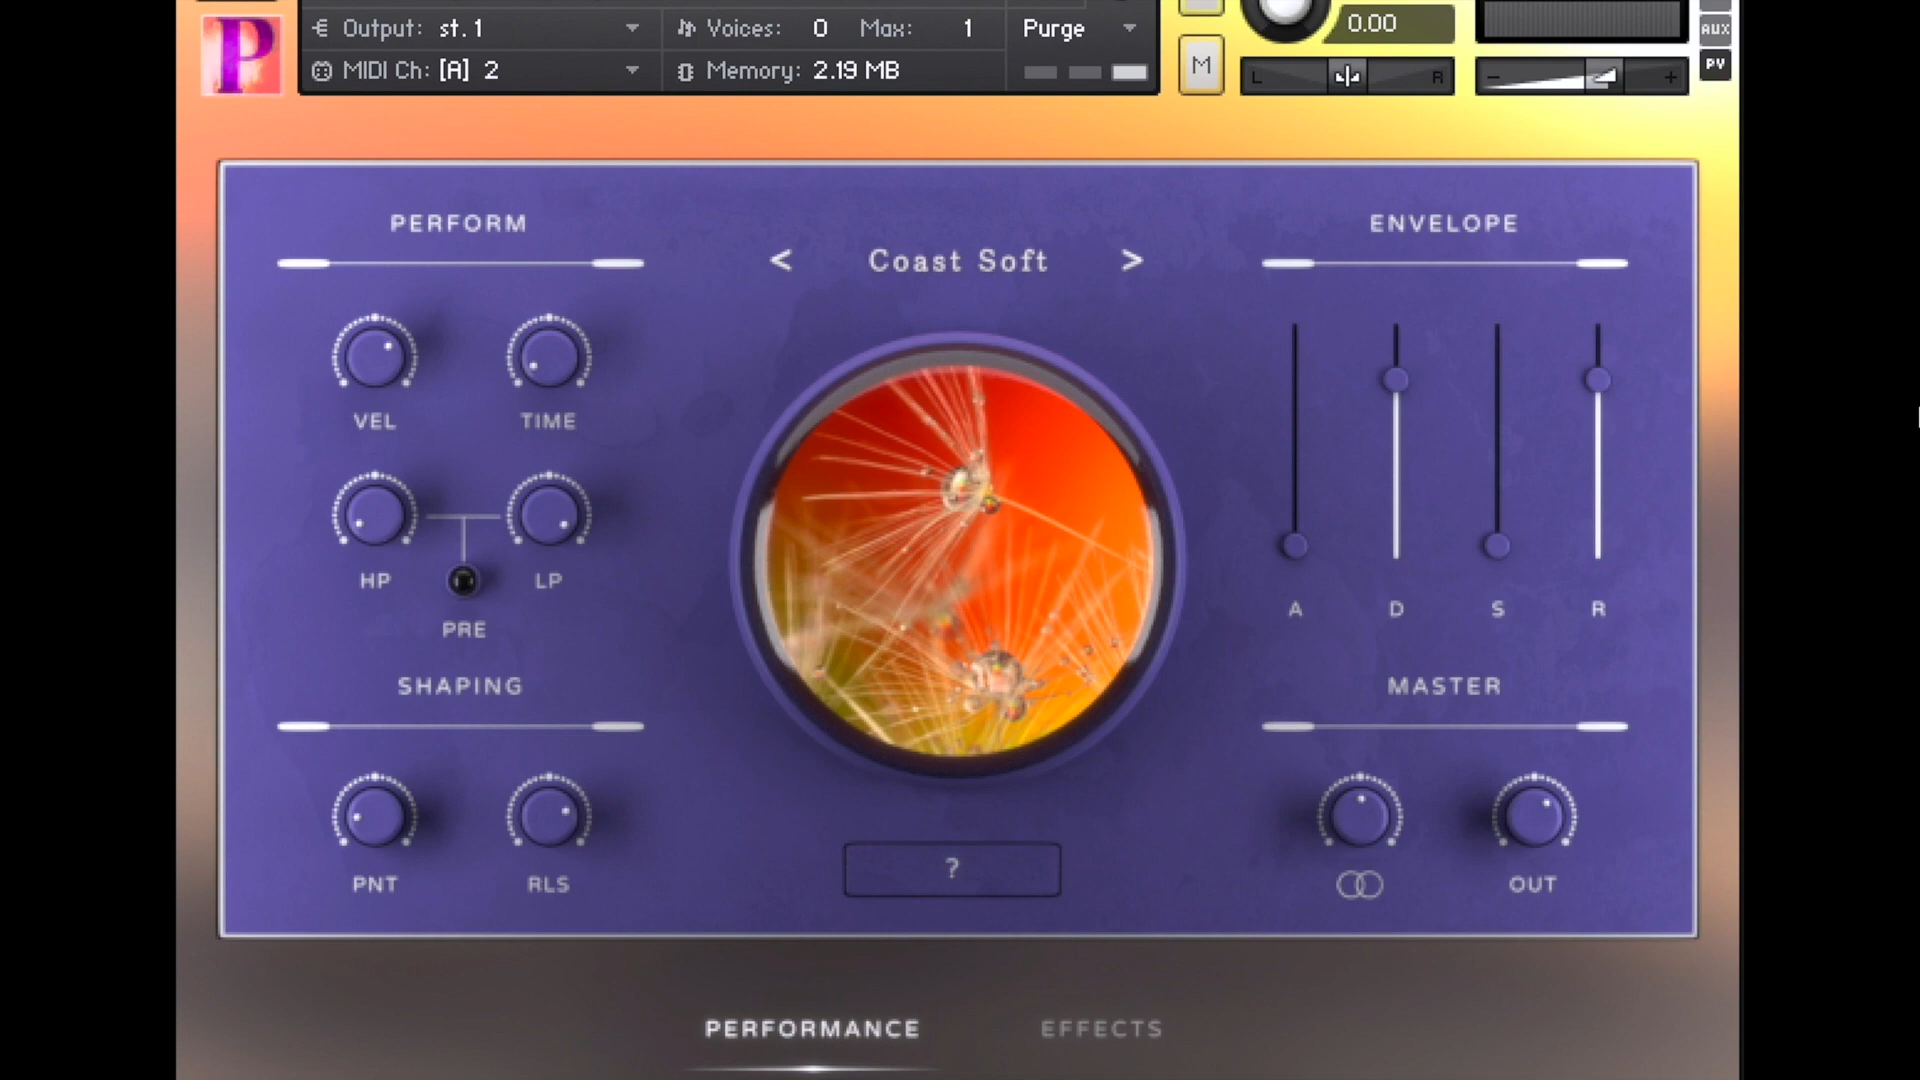 P
Output: st.1
Voices: 0 Max: 1
Purge
0.00
AUX
MIDI Ch: [A] 2
Memory: 2.19 MB
M
L R
- +
PV
PERFORM
< Coast Soft >
ENVELOPE
VEL TIME
HP LP
PRE
A D S R
SHAPING
MASTER
PNT RLS
?
OUT
PERFORMANCE EFFECTS